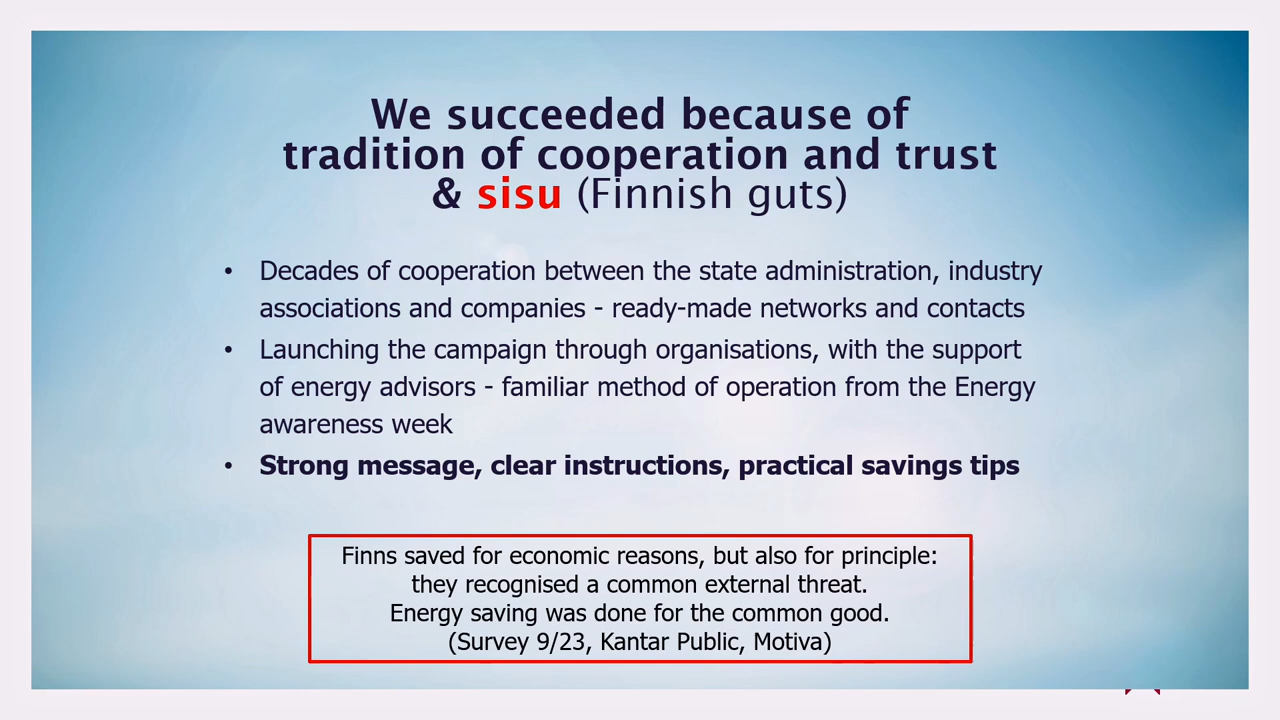 We succeeded because of
tradition of cooperation and trust
& sisu (Finnish guts)
• Decades of cooperation between the state administration, industry
associations and companies - ready-made networks and contacts
• Launching the campaign through organisations, with the support
of energy advisors - familiar method of operation from the Energy
awareness week
• Strong message, clear instructions, practical savings tips
Finns saved for economic reasons, but also for principle:
they recognised a common external threat.
Energy saving was done for the common good.
(Survey 9/23, Kantar Public, Motiva)